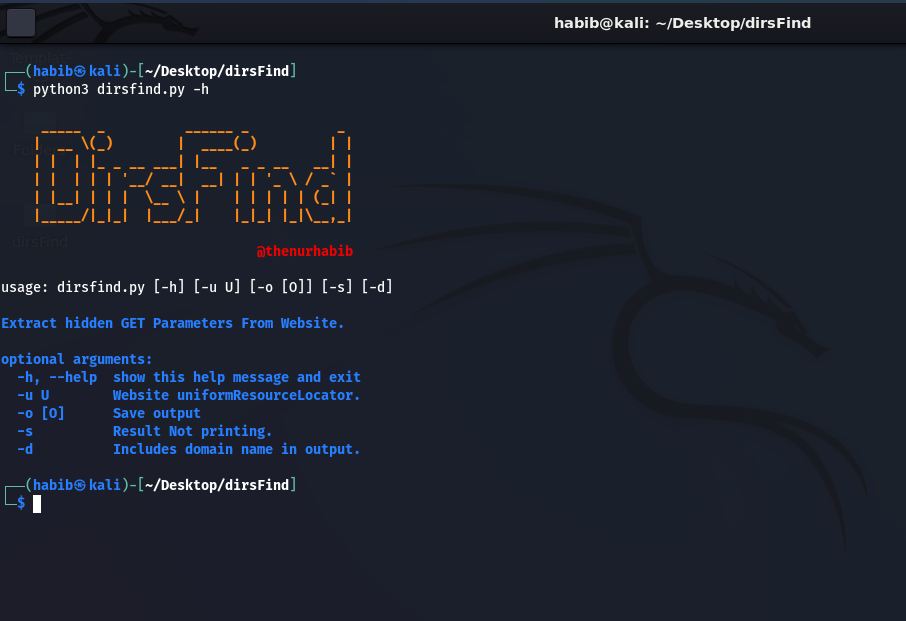 habib@kali: ~/Desktop/dirsFind
┌──(habib㉿kali)-[~/Desktop/dirsFind]
└─$ python3 dirsfind.py -h
DirsFind
@thenurhabib
usage: dirsfind.py [-h] [-u U] [-o [O]] [-s] [-d]
Extract hidden GET Parameters From Website.
optional arguments:
-h, --help  show this help message and exit
-u U        Website uniformResourceLocator.
-o [O]      Save output
-s          Result Not printing.
-d          Includes domain name in output.
┌──(habib㉿kali)-[~/Desktop/dirsFind]
└─$
dirsFind